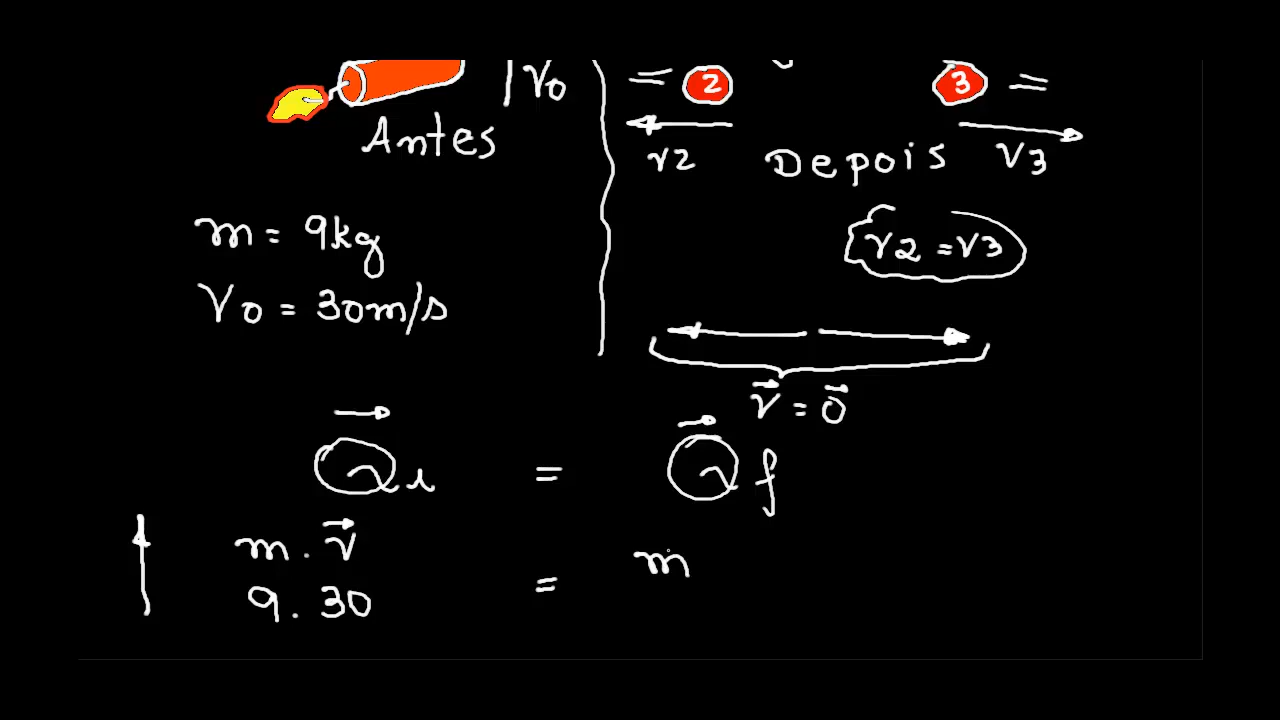 V0 = 2 3 =
Antes V2 Depois V3
m = 9kg V2 = V3
V0 = 30m/s
V = 0
Qi = Qf
m . V m
9 . 30 =